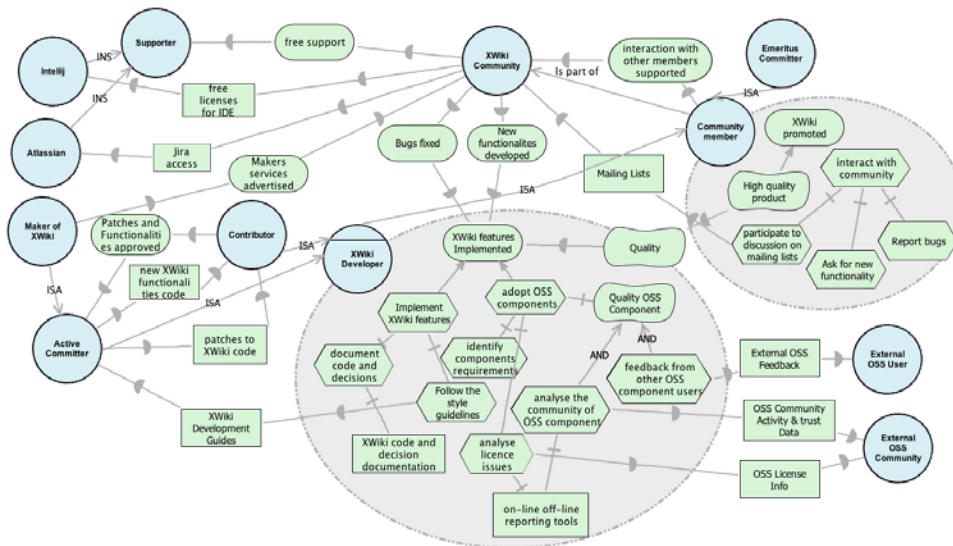 Intellij
INS
Supporter
free support
XWiki
Community
interaction with
other members
supported
Emeritus
Committer
Is part of
ISA
free
licenses
for IDE
INS
Community
member
XWiki
promoted
Atlassian
Jira
access
Bugs fixed
New
functionalites
developed
Makers
services
advertised
Mailing Lists
interact with
community
High quality
product
ISA
Maker of
XWiki
Patches and
Functionaliti
es approved
Contributor
ISA
XWiki
Developer
XWiki features
Implemented
Quality
participate to
discussion on
mailing lists
Ask for new
functionality
Report bugs
new XWiki
functionali
ties code
ISA
ISA
Implement
XWiki features
adopt OSS
components
Quality OSS
Component
Active
Committer
patches to
XWiki code
document
code and
decisions
identify
components
requirements
AND
AND
feedback from
other OSS
component users
External OSS
Feedback
External
OSS User
Follow the
style
guidelines
analyse the
community of
OSS component
XWiki
Development
Guides
XWiki code and
decision
documentation
analyse
licence
issues
OSS Community
Activity & trust
Data
External
OSS
Community
OSS License
Info
on-line off-line
reporting tools